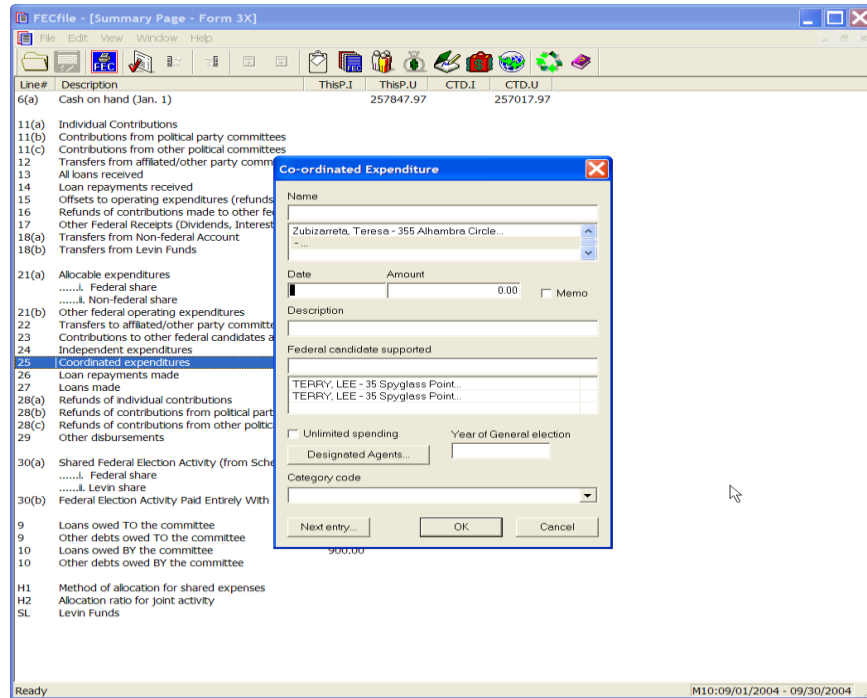 FECfile - [Summary Page - Form 3X]
File Edit View Window Help
FEC FEC
Line# Description ThisP.I ThisP.U CTD.I CTD.U
6(a) Cash on hand (Jan. 1) 257847.97 257017.97
11(a) Individual Contributions
11(b) Contributions from political party committees
11(c) Contributions from other political committees
12 Transfers from affiliated/other party comm
13 All loans received
14 Loan repayments received
15 Offsets to operating expenditures (refunds
16 Refunds of contributions made to other fe
17 Other Federal Receipts (Dividends, Interest
18(a) Transfers from Non-federal Account
18(b) Transfers from Levin Funds
21(a) Allocable expenditures
......i. Federal share
......ii. Non-federal share
21(b) Other federal operating expenditures
22 Transfers to affiliated/other party committe
23 Contributions to other federal candidates a
24 Independent expenditures
25 Coordinated expenditures
26 Loan repayments made
27 Loans made
28(a) Refunds of individual contributions
28(b) Refunds of contributions from political part
28(c) Refunds of contributions from other politic
29 Other disbursements
30(a) Shared Federal Election Activity (from Sche
......i. Federal share
......ii. Levin share
30(b) Federal Election Activity Paid Entirely With
9 Loans owed TO the committee
9 Other debts owed TO the committee
10 Loans owed BY the committee 900.00
10 Other debts owed BY the committee
H1 Method of allocation for shared expenses
H2 Allocation ratio for joint activity
SL Levin Funds
Co-ordinated Expenditure
Name
Zubizarreta, Teresa - 355 Alhambra Circle...
- ...
Date Amount
0.00 Memo
Description
Federal candidate supported
TERRY, LEE - 35 Spyglass Point...
TERRY, LEE - 35 Spyglass Point...
Unlimited spending Year of General election
Designated Agents...
Category code
Next entry... OK Cancel
Ready M10:09/01/2004 - 09/30/2004